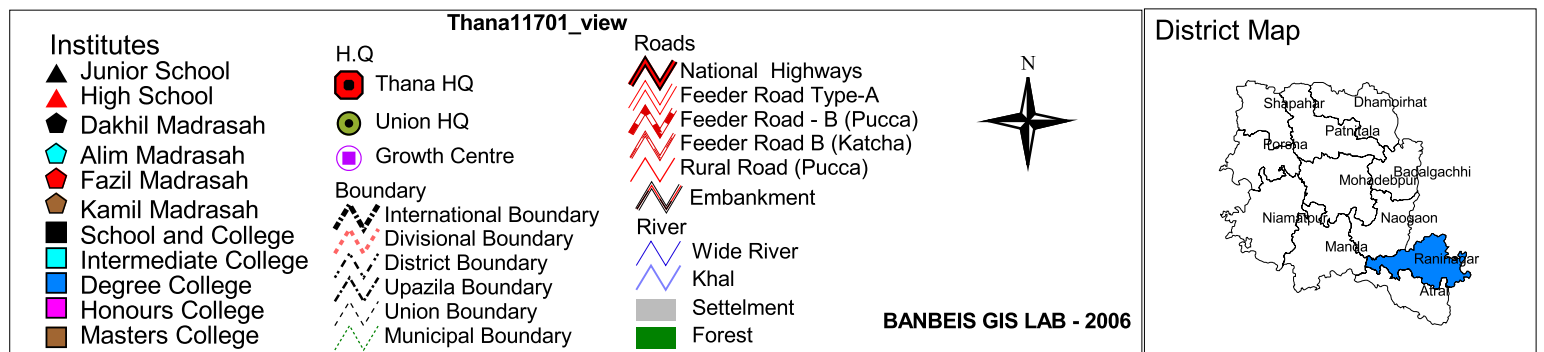 Thana11701_view
Institutes
Junior School
High School
Dakhil Madrasah
Alim Madrasah
Fazil Madrasah
Kamil Madrasah
School and College
Intermediate College
Degree College
Honours College
Masters College
H.Q
Thana HQ
Union HQ
Growth Centre
Boundary
International Boundary
Divisional Boundary
District Boundary
Upazila Boundary
Union Boundary
Municipal Boundary
Roads
National Highways
Feeder Road Type-A
Feeder Road - B (Pucca)
Feeder Road B (Katcha)
Rural Road (Pucca)
Embankment
River
Wide River
Khal
Settelment
Forest
N
BANBEIS GIS LAB - 2006
District Map
Shapahar
Dhamoirhat
Patnitala
Porsha
Badalgachhi
Mohadebpur
Niamatpur
Naogaon
Manda
Raninagar
Atrai